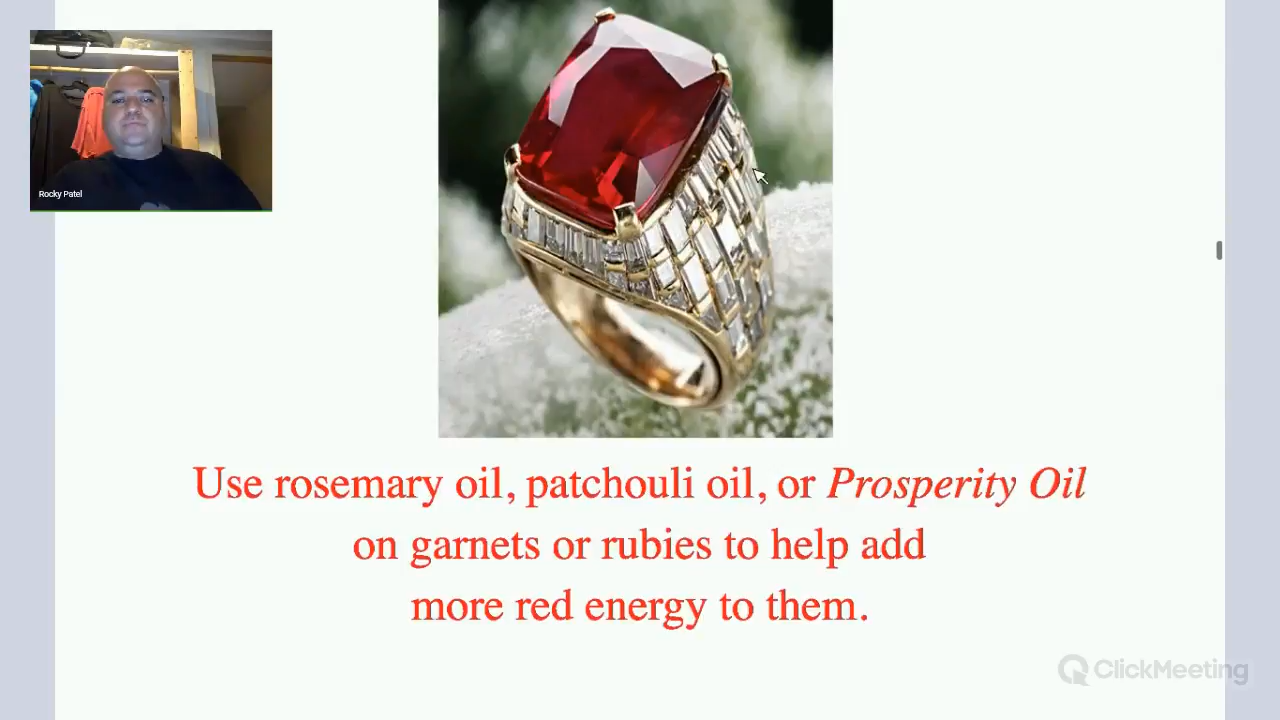 Rocky Patel
Use rosemary oil, patchouli oil, or Prosperity Oil
on garnets or rubies to help add
more red energy to them.
ClickMeeting